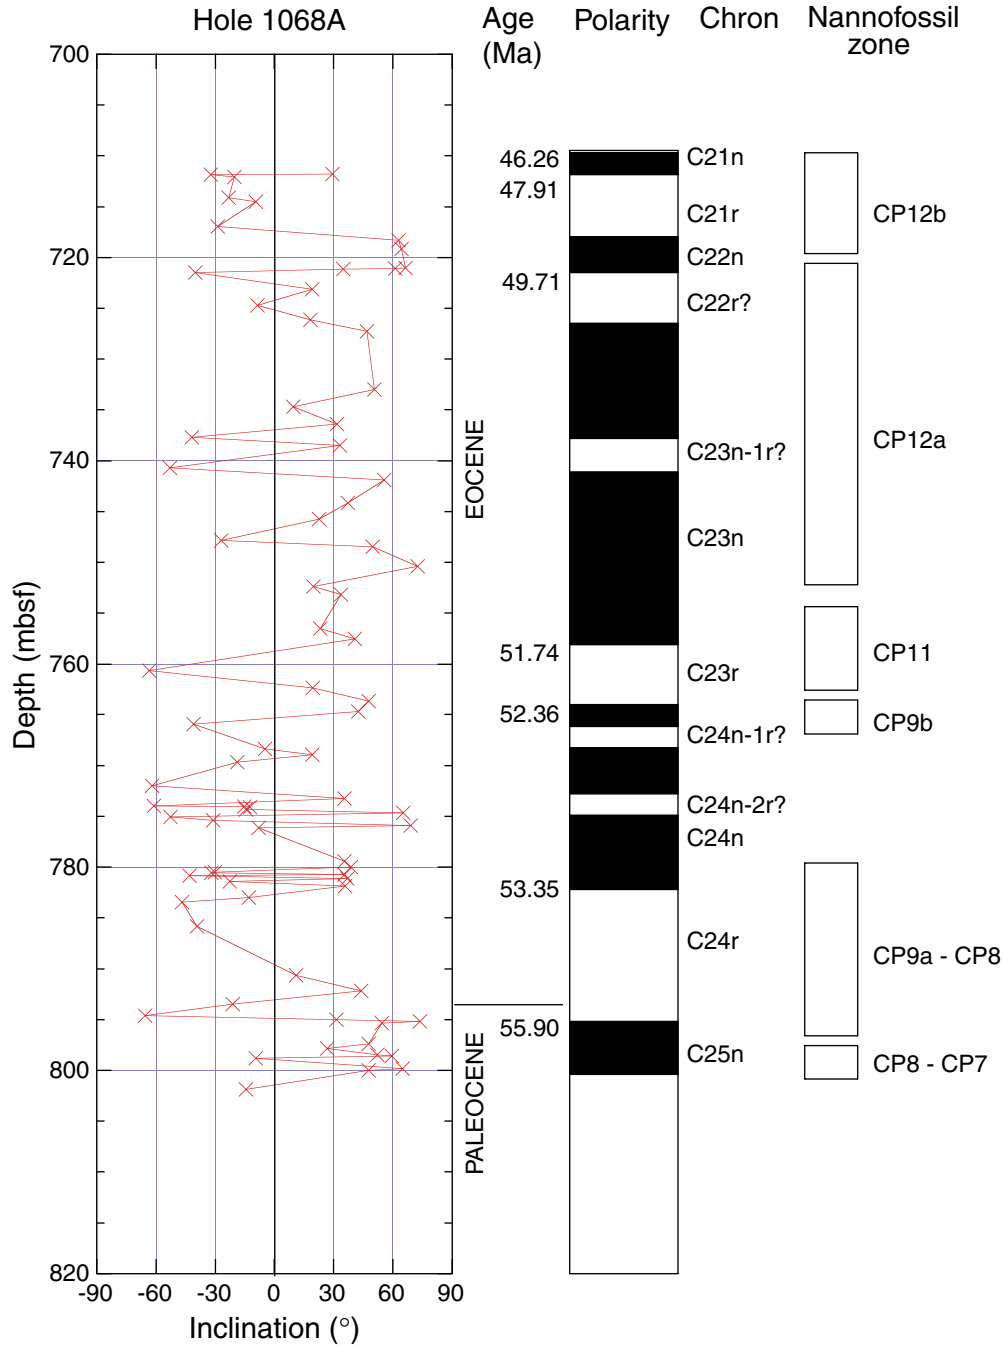 Hole 1068A
Age
(Ma)
Polarity
Chron
Nannofossil
zone
700
720
740
760
780
800
820
Depth (mbsf)
-90 -60 -30 0 30 60 90
Inclination (°)
EOCENE
PALEOCENE
46.26
47.91
49.71
51.74
52.36
53.35
55.90
C21n
C21r
C22n
C22r?
C23n-1r?
C23n
C23r
C24n-1r?
C24n-2r?
C24n
C24r
C25n
CP12b
CP12a
CP11
CP9b
CP9a - CP8
CP8 - CP7